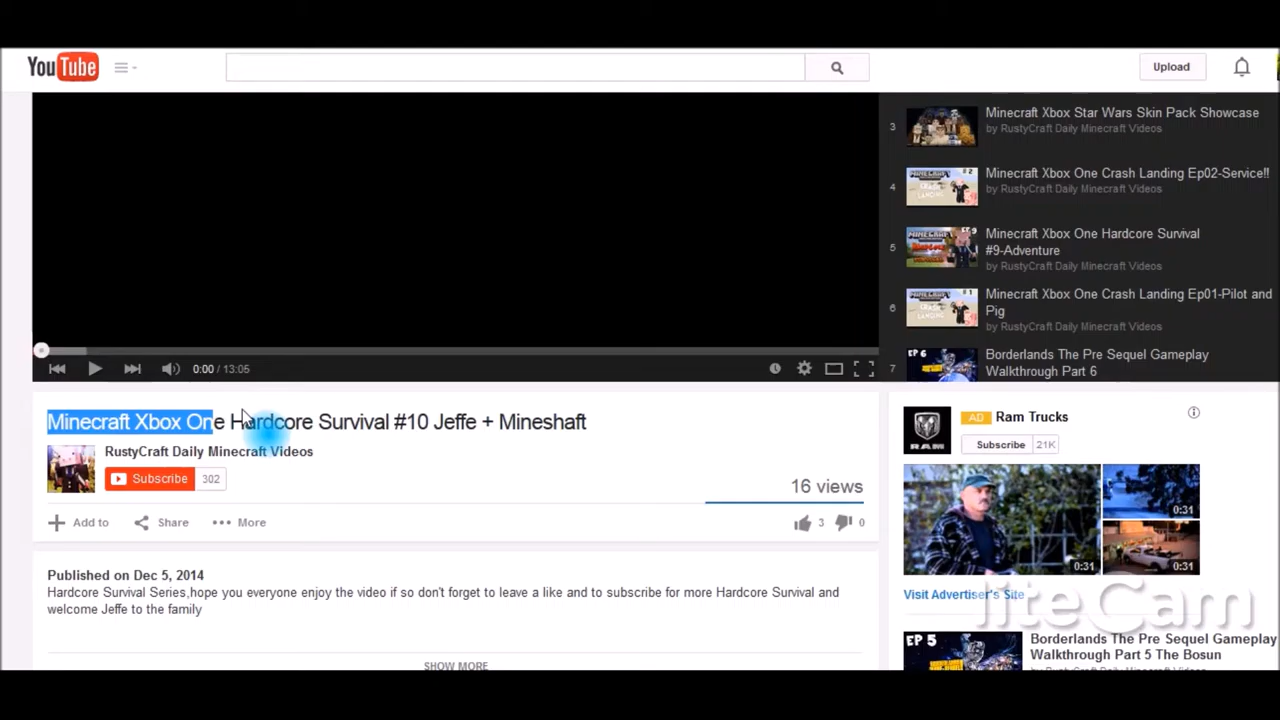 YouTube
Upload
3
Minecraft Xbox Star Wars Skin Pack Showcase
by RustyCraft Daily Minecraft Videos
4
Minecraft Xbox One Crash Landing Ep02-Service!!
by RustyCraft Daily Minecraft Videos
5
Minecraft Xbox One Hardcore Survival
#9-Adventure
by RustyCraft Daily Minecraft Videos
6
Minecraft Xbox One Crash Landing Ep01-Pilot and
Pig
by RustyCraft Daily Minecraft Videos
EP 6
7
Borderlands The Pre Sequel Gameplay
Walkthrough Part 6
0:00 / 13:05
Minecraft Xbox One Hardcore Survival #10 Jeffe + Mineshaft
RustyCraft Daily Minecraft Videos
Subscribe 302
16 views
Add to Share More
3 0
Published on Dec 5, 2014
Hardcore Survival Series,hope you everyone enjoy the video if so don't forget to leave a like and to subscribe for more Hardcore Survival and
welcome Jeffe to the family
SHOW MORE
AD Ram Trucks
Subscribe 21K
RAM
0:31
0:31
0:31
Visit Advertiser's Site
liteCam
EP 5
Borderlands The Pre Sequel Gameplay
Walkthrough Part 5 The Bosun
by RustyCraft Daily Minecraft Videos